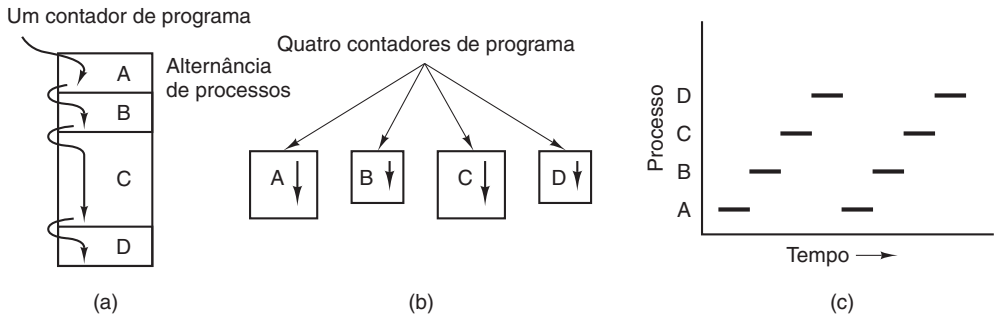 Um contador de programa
A
B
C
D
Alternância
de processos
(a)
Quatro contadores de programa
A
B
C
D
(b)
Processo
D
C
B
A
Tempo
(c)